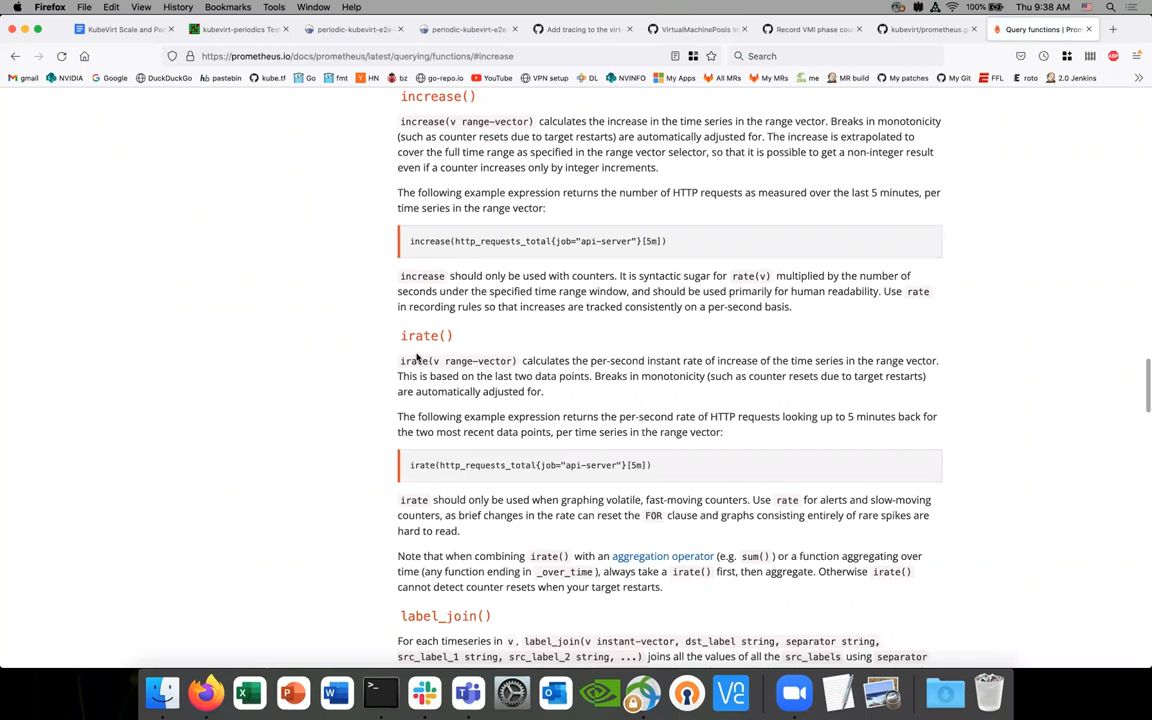 Firefox File Edit View History Bookmarks Tools Window Help 100% Thu 9:38 AM
KubeVirt Scale and Per kubevirt-periodics Test periodic-kubevirt-e2e- periodic-kubevirt-e2e- Add tracing to the virt VirtualMachinePools Im Record VMI phase cou kubevirt/prometheus.g Query functions | Prom
https://prometheus.io/docs/prometheus/latest/querying/functions/#increase Search
gmail NVIDIA Google DuckDuckGo pastebin kube.tf Go fmt HN bz go-repo.io YouTube VPN setup DL NVINFO My Apps All MRs My MRs me MR build My patches My Git FFL roto 2.0 Jenkins
increase()
increase(v range-vector) calculates the increase in the time series in the range vector. Breaks in monotonicity
(such as counter resets due to target restarts) are automatically adjusted for. The increase is extrapolated to
cover the full time range as specified in the range vector selector, so that it is possible to get a non-integer result
even if a counter increases only by integer increments.
The following example expression returns the number of HTTP requests as measured over the last 5 minutes, per
time series in the range vector:
increase(http_requests_total{job="api-server"}[5m])
increase should only be used with counters. It is syntactic sugar for rate(v) multiplied by the number of
seconds under the specified time range window, and should be used primarily for human readability. Use rate
in recording rules so that increases are tracked consistently on a per-second basis.
irate()
irate(v range-vector) calculates the per-second instant rate of increase of the time series in the range vector.
This is based on the last two data points. Breaks in monotonicity (such as counter resets due to target restarts)
are automatically adjusted for.
The following example expression returns the per-second rate of HTTP requests looking up to 5 minutes back for
the two most recent data points, per time series in the range vector:
irate(http_requests_total{job="api-server"}[5m])
irate should only be used when graphing volatile, fast-moving counters. Use rate for alerts and slow-moving
counters, as brief changes in the rate can reset the FOR clause and graphs consisting entirely of rare spikes are
hard to read.
Note that when combining irate() with an aggregation operator (e.g. sum()) or a function aggregating over
time (any function ending in _over_time), always take a irate() first, then aggregate. Otherwise irate()
cannot detect counter resets when your target restarts.
label_join()
For each timeseries in v, label_join(v instant-vector, dst_label string, separator string,
src_label_1 string, src_label_2 string, ...) joins all the values of all the src_labels using separator